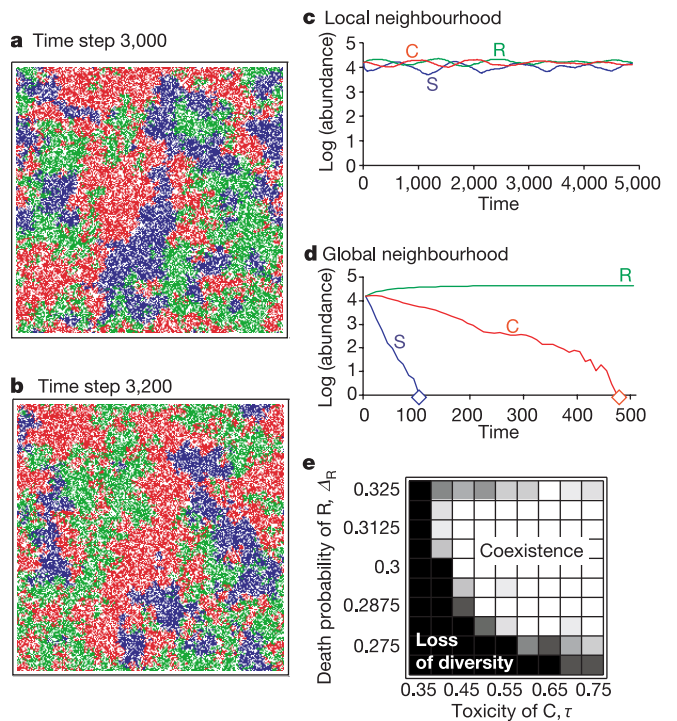 a Time step 3,000
b Time step 3,200
c Local neighbourhood
Log (abundance)
5
4
3
2
1
0
C
R
S
0 1,000 2,000 3,000 4,000 5,000
Time
d Global neighbourhood
Log (abundance)
5
4
3
2
1
0
R
S
C
0 100 200 300 400 500
Time
e
Death probability of R, Δ_R
0.325
0.3125
0.3
0.2875
0.275
Coexistence
Loss
of diversity
0.35 0.45 0.55 0.65 0.75
Toxicity of C, τ